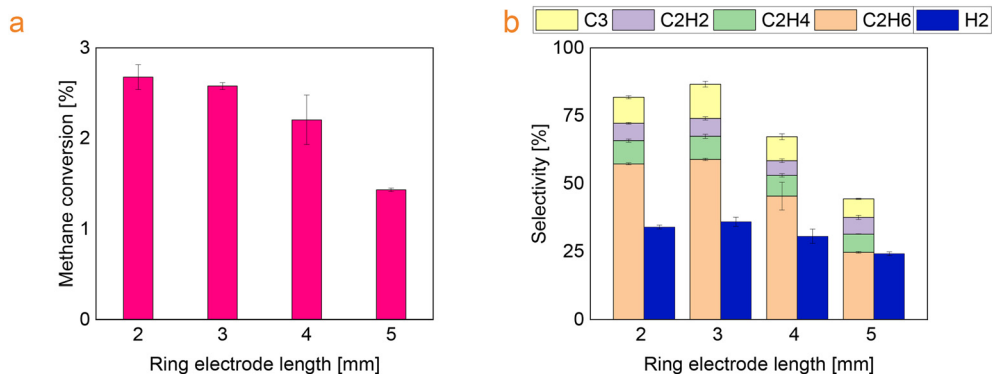 a
Methane conversion [%]
3
2
1
0
2 3 4 5
Ring electrode length [mm]
b
C3 C2H2 C2H4 C2H6 H2
Selectivity [%]
100
75
50
25
0
2 3 4 5
Ring electrode length [mm]